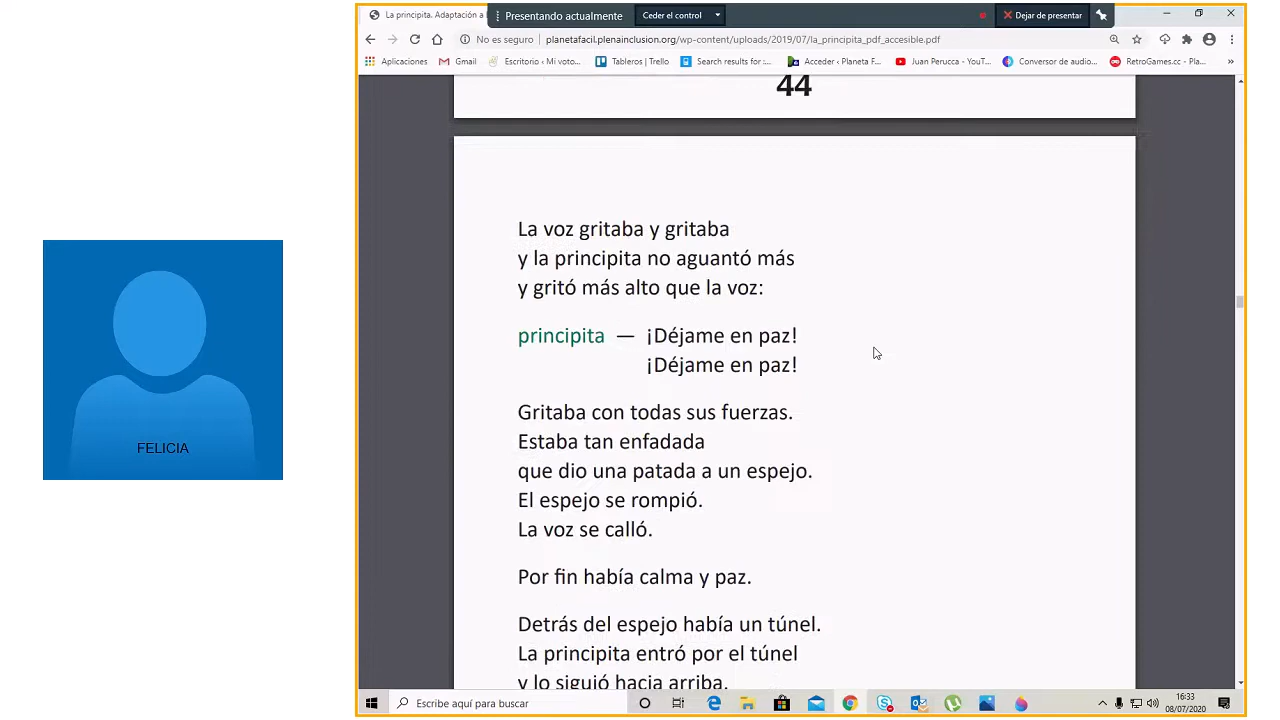 La principita. Adaptación a
Presentando actualmente
Ceder el control
Dejar de presentar
No es seguro
planetafacil.plenainclusion.org/wp-content/uploads/2019/07/la_principita_pdf_accesible.pdf
Aplicaciones
Gmail
Escritorio ‹ Mi voto...
Tableros | Trello
Search results for :...
Acceder ‹ Planeta F...
Juan Perucca - YouT...
Conversor de audio...
RetroGames.cc - Pla...
»
44
La voz gritaba y gritaba
y la principita no aguantó más
y gritó más alto que la voz:
principita — ¡Déjame en paz!
¡Déjame en paz!
Gritaba con todas sus fuerzas.
Estaba tan enfadada
que dio una patada a un espejo.
El espejo se rompió.
La voz se calló.
Por fin había calma y paz.
Detrás del espejo había un túnel.
La principita entró por el túnel
y lo siguió hacia arriba.
FELICIA
Escribe aquí para buscar
16:33
08/07/2020